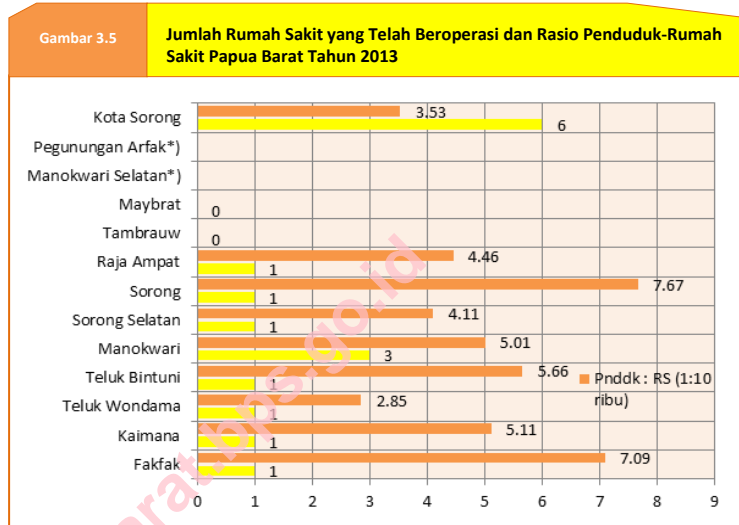 Gambar 3.5
Jumlah Rumah Sakit yang Telah Beroperasi dan Rasio Penduduk-Rumah
Sakit Papua Barat Tahun 2013
Kota Sorong
3.53
6
Pegunungan Arfak*)
Manokwari Selatan*)
Maybrat
0
Tambrauw
0
Raja Ampat
4.46
1
Sorong
7.67
1
Sorong Selatan
4.11
1
Manokwari
5.01
3
Teluk Bintuni
5.66
1
Teluk Wondama
2.85
1
Kaimana
5.11
1
Fakfak
7.09
1
Pnddk : RS (1:10
ribu)
0 1 2 3 4 5 6 7 8 9
arat.bps.go.id